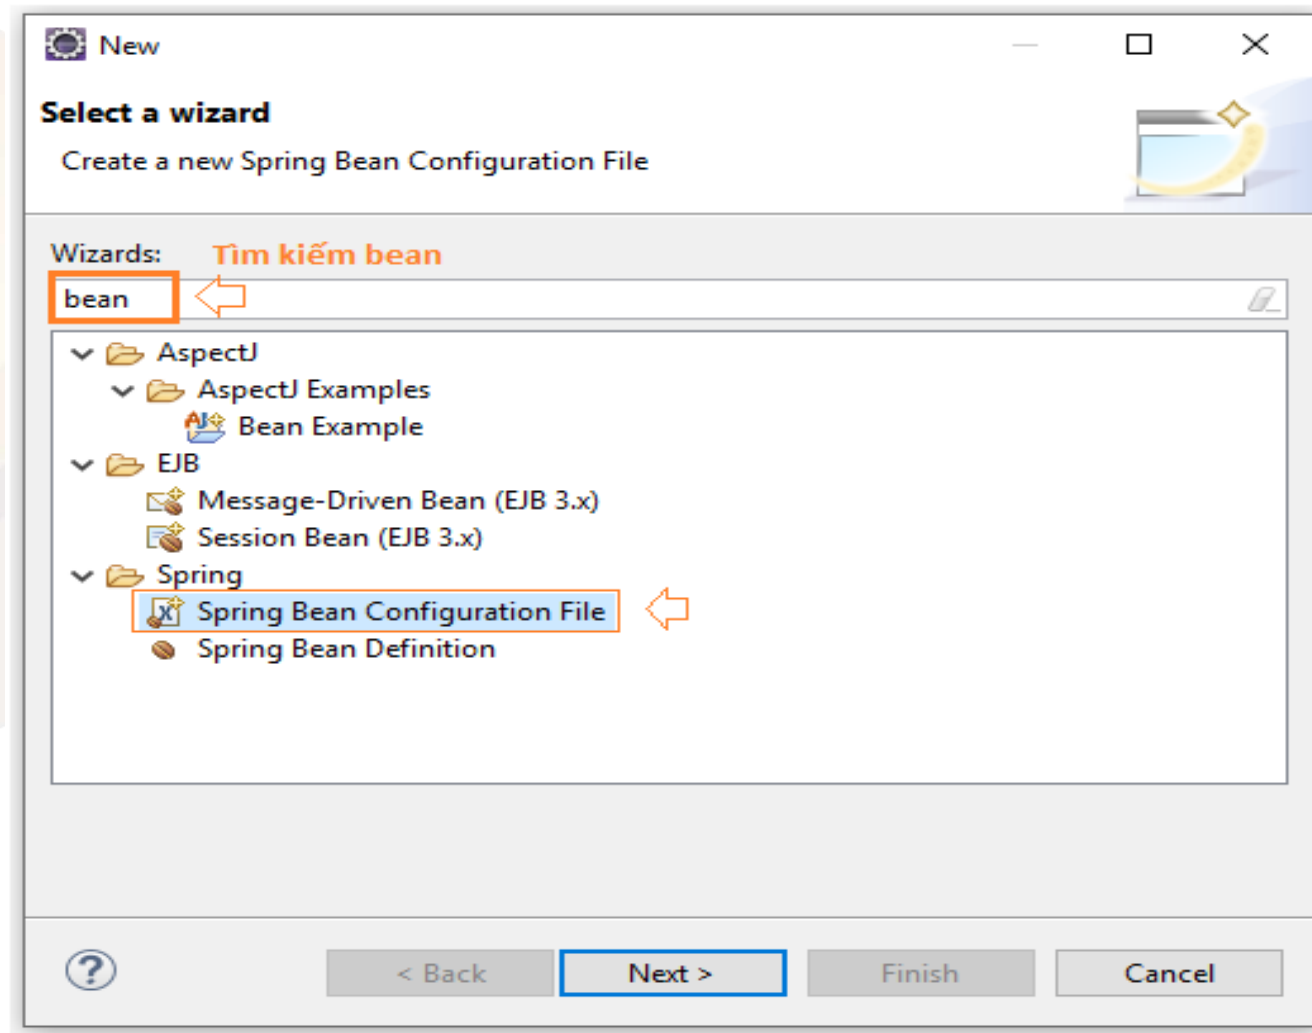 New
Select a wizard
Create a new Spring Bean Configuration File
Wizards: Tìm kiếm bean
bean
AspectJ
AspectJ Examples
Bean Example
EJB
Message-Driven Bean (EJB 3.x)
Session Bean (EJB 3.x)
Spring
Spring Bean Configuration File
Spring Bean Definition
? < Back Next > Finish Cancel